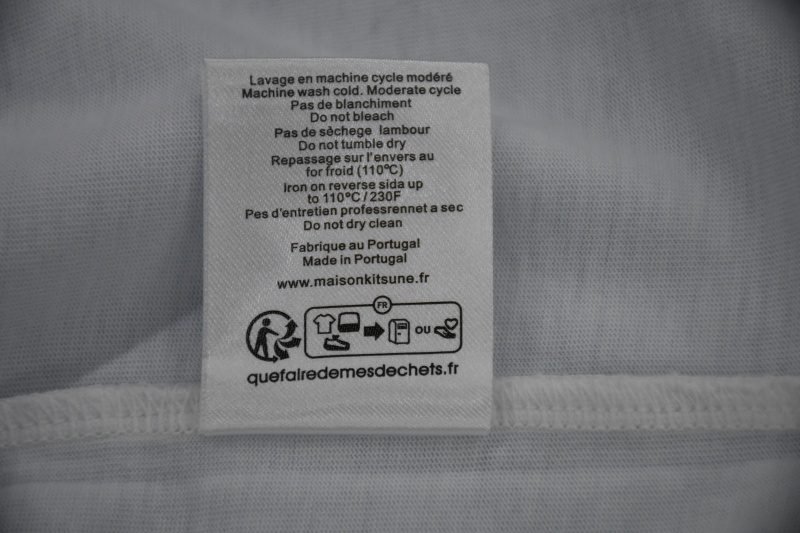 Lavage en machine cycle modéré
Machine wash cold. Moderate cycle
Pas de blanchiment
Do not bleach
Pas de sêchege lambour
Do not tumble dry
Repassage sur l'envers au
for froid (110°C)
Iron on reverse sida up
to 110°C / 230F
Pes d'entretien professrennet a sec
Do not dry clean
Fabrique au Portugal
Made in Portugal
www.maisonkitsune.fr
FR
OU
quefairedemesdechets.fr